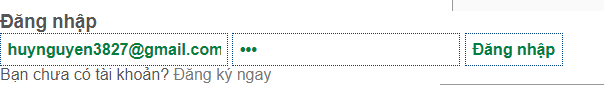 Đăng nhập
huynguyen3827@gmail.com ••• Đăng nhập
Bạn chưa có tài khoản? Đăng ký ngay